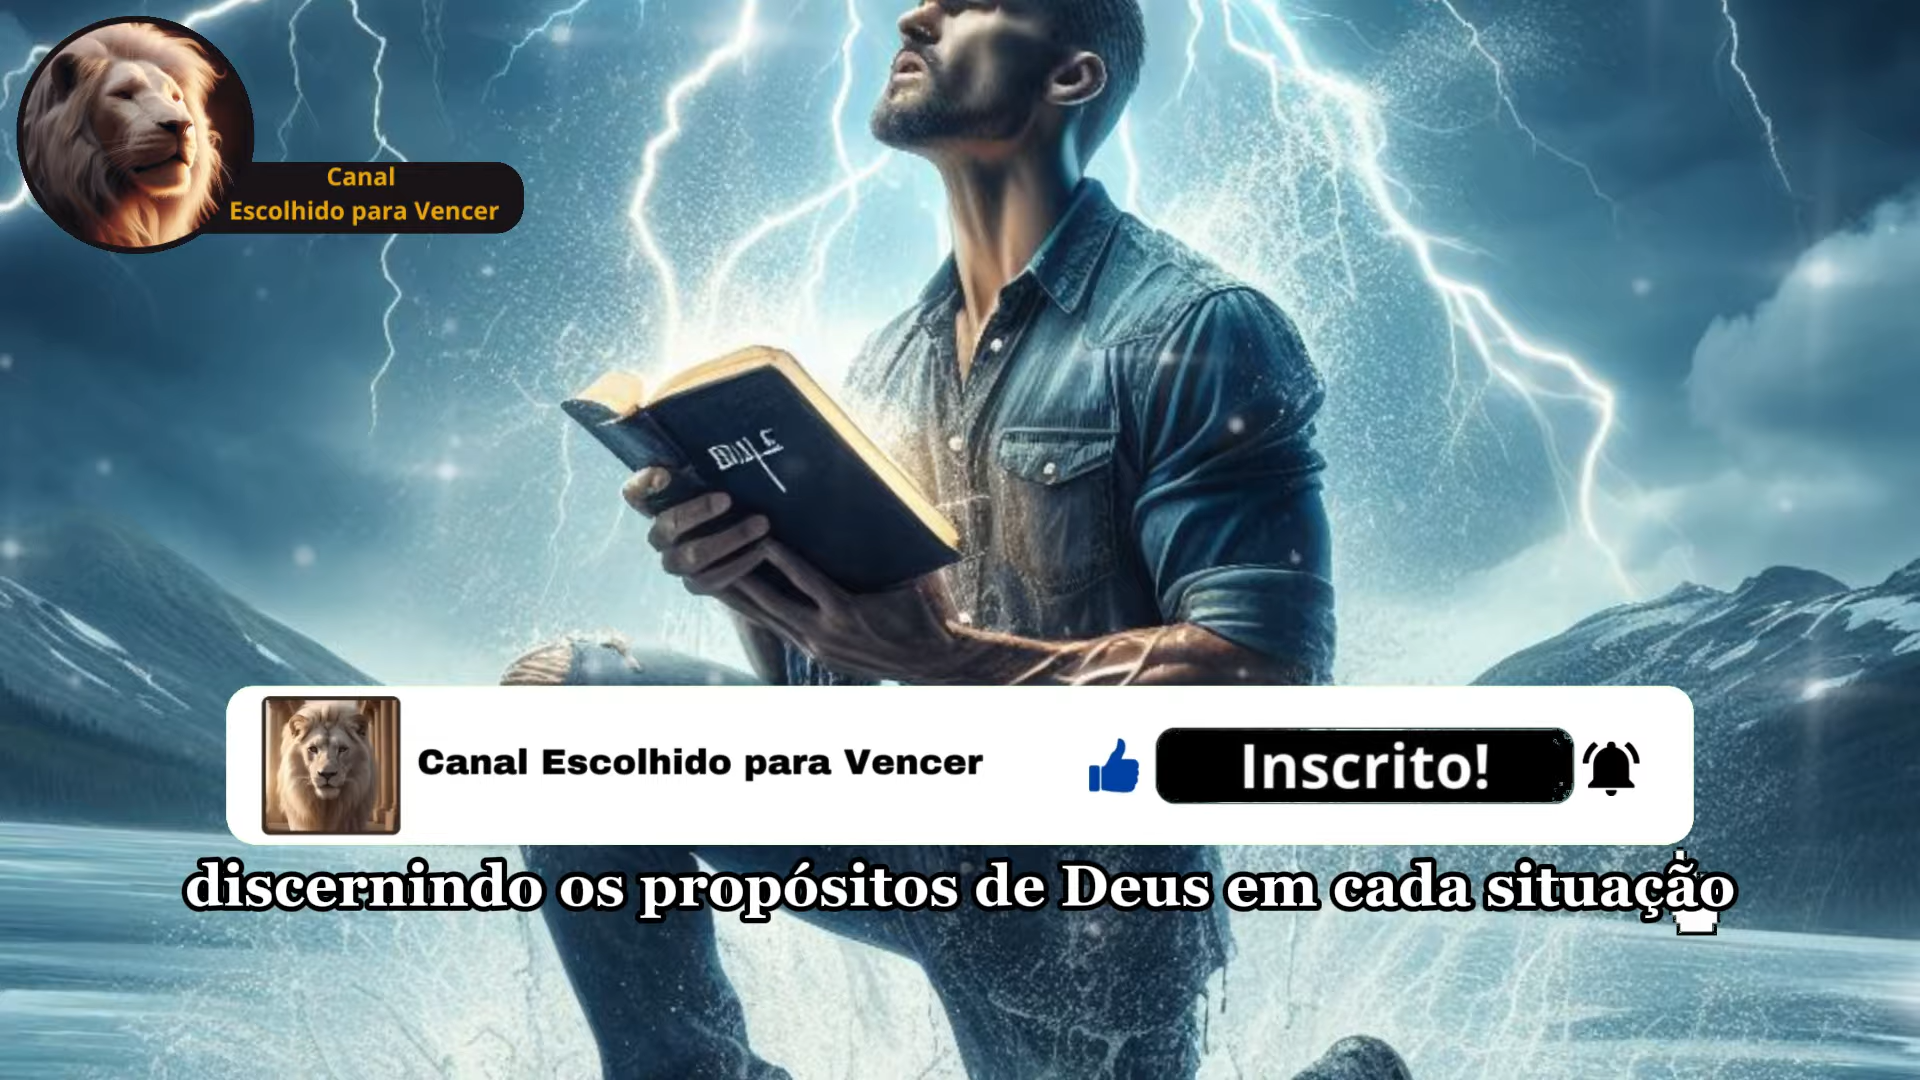 Canal
Escolhido para Vencer
Canal Escolhido para Vencer
Inscrito!
discernindo os propósitos de Deus em cada situação